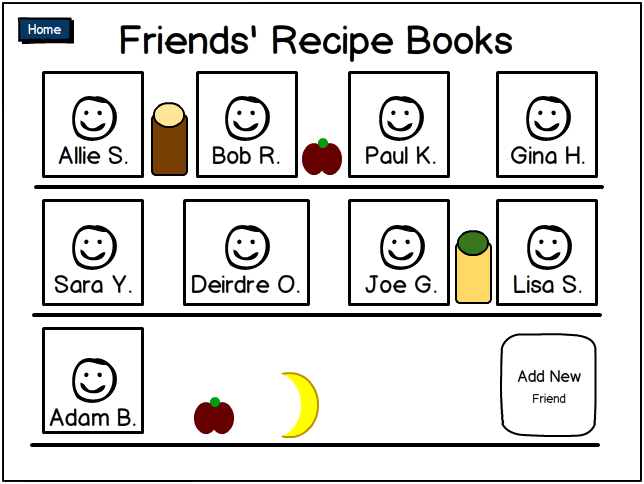 Home
Friends' Recipe Books
Allie S.
Bob R.
Paul K.
Gina H.
Sara Y.
Deirdre O.
Joe G.
Lisa S.
Adam B.
Add New
Friend